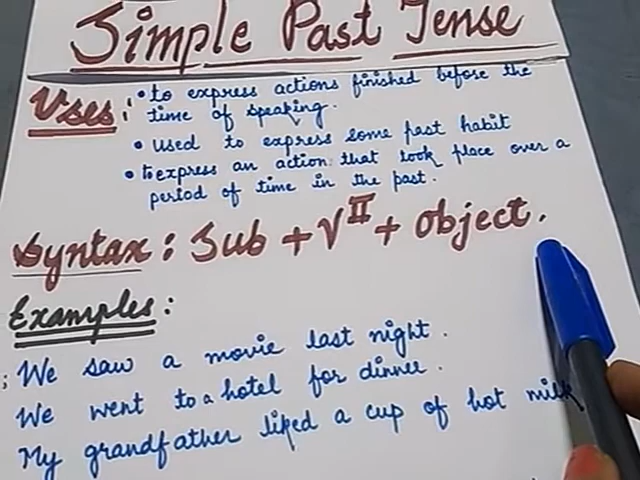 Simple Past Tense
Uses: • to express actions finished before the
time of speaking.
• used to express some past habit
• to express an action that took place over a
period of time in the past.
Syntax: Sub + V II + Object.
Examples:
We saw a movie last night.
We went to a hotel for dinner.
My grandfather liked a cup of hot milk